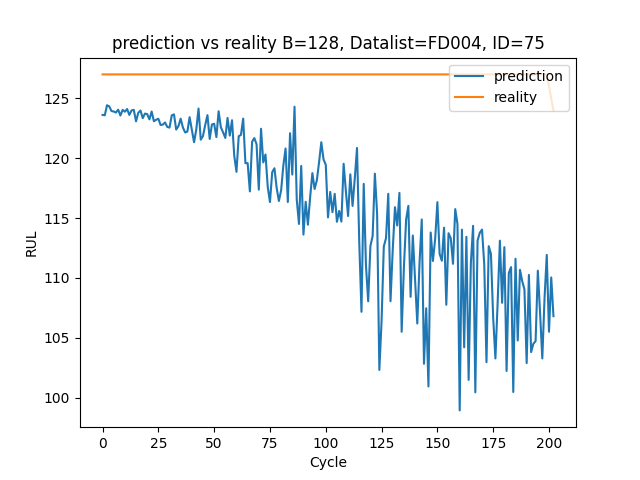 prediction vs reality B=128, Datalist=FD004, ID=75
prediction
reality
RUL
125
120
115
110
105
100
0 25 50 75 100 125 150 175 200
Cycle